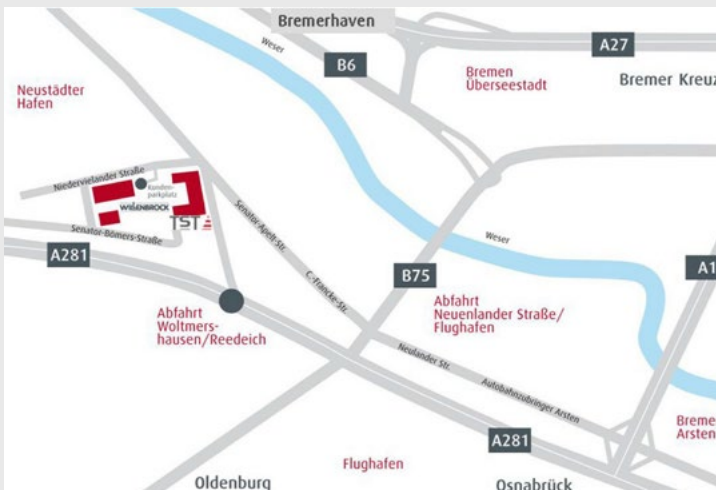 Bremerhaven
A27
Weser
B6
Bremen
Überseestadt
Bremer Kreuz
Neustädter
Hafen
Niedervielander Straße
Kunden-
parkplatz
WIELENBROCK
TST
Senator-Bömers-Straße
Senator-Apelt-Str.
Weser
A281
B75
A1
C.-Francke-Str.
Abfahrt
Woltmers-
hausen/Reedeich
Abfahrt
Neuenlander Straße/
Flughafen
Neulander Str.
Autobahnzubringer Arsten
Breme
Arsten
A281
Flughafen
Oldenburg
Osnabrück